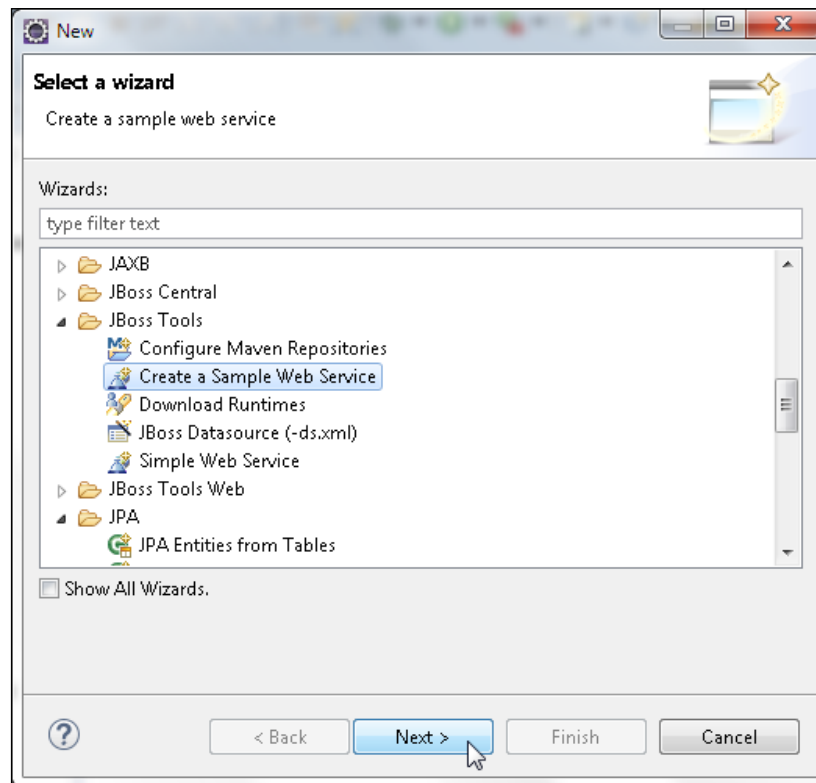 New
Select a wizard
Create a sample web service
Wizards:
type filter text
JAXB
JBoss Central
JBoss Tools
Configure Maven Repositories
Create a Sample Web Service
Download Runtimes
JBoss Datasource (-ds.xml)
Simple Web Service
JBoss Tools Web
JPA
JPA Entities from Tables
Show All Wizards.
< Back Next > Finish Cancel